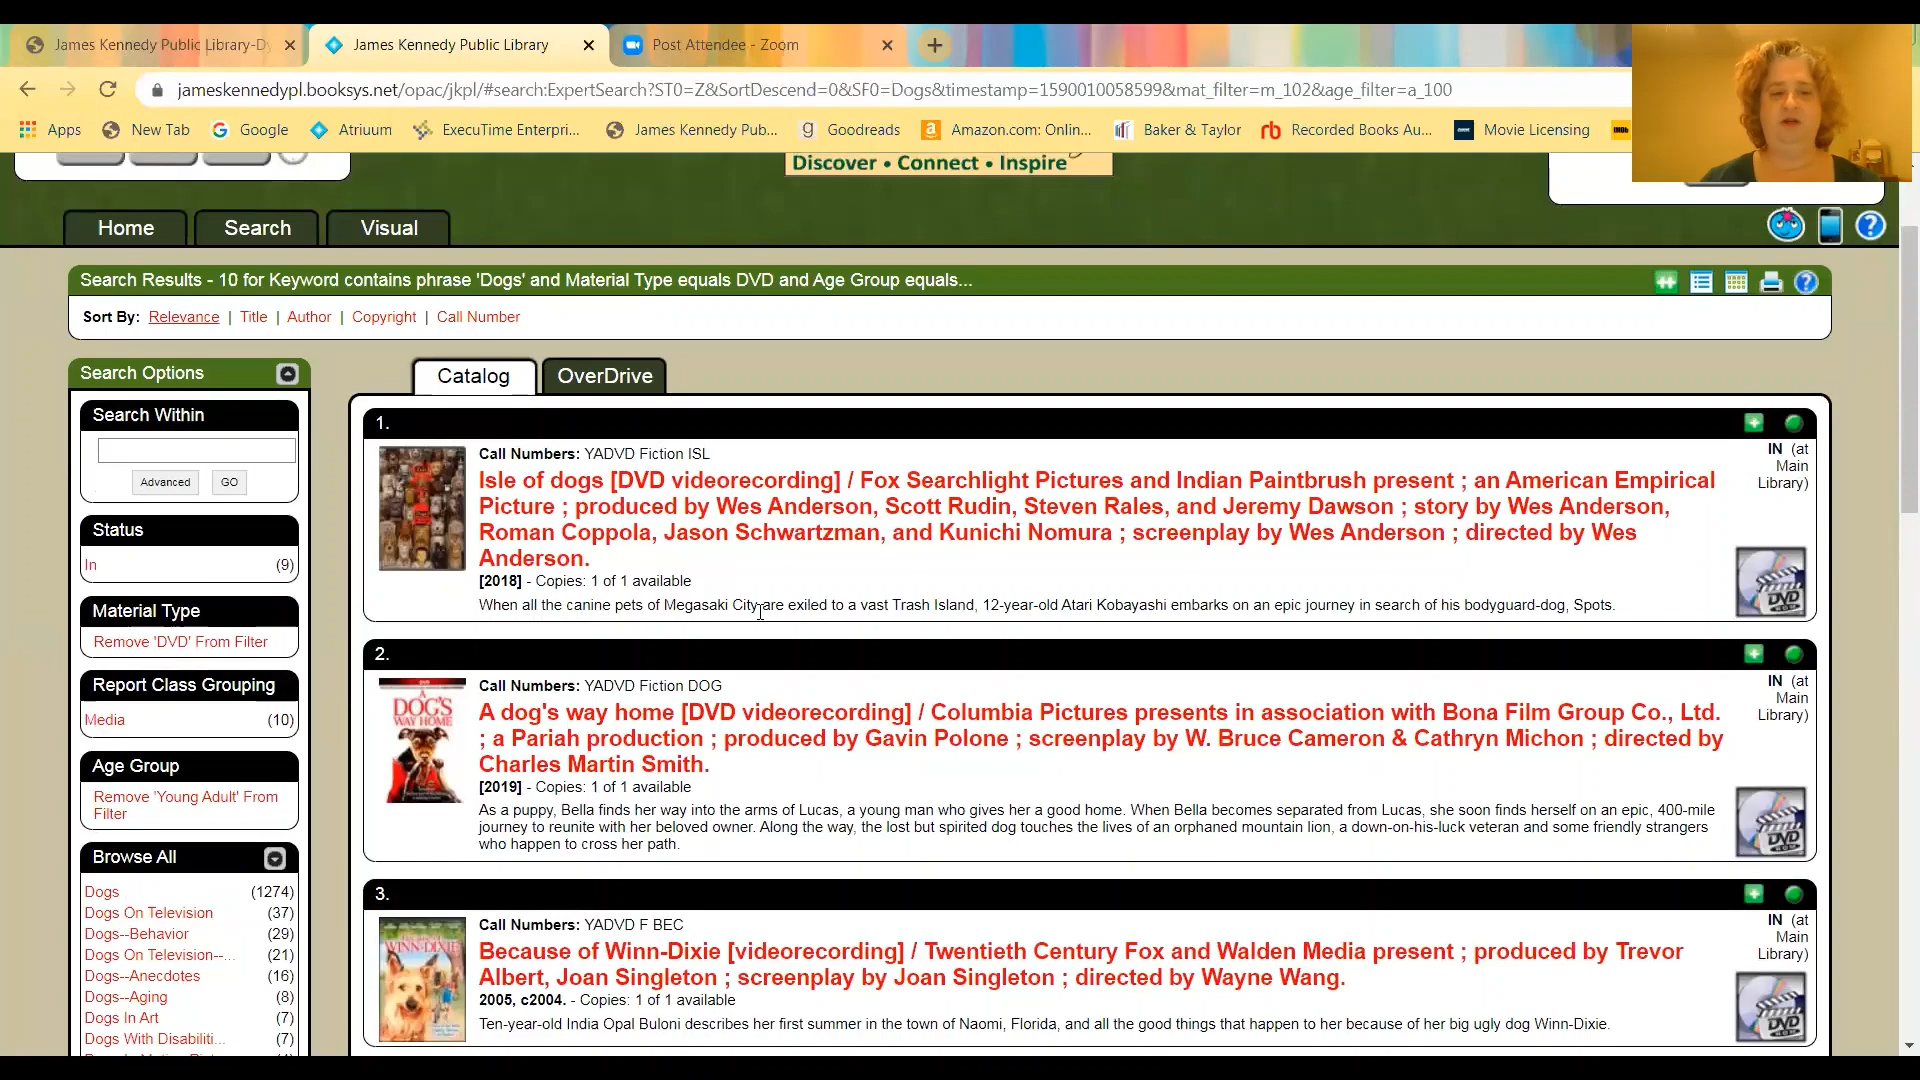 James Kennedy Public Library-Dy
James Kennedy Public Library
Post Attendee - Zoom
jameskennedypl.booksys.net/opac/jkpl/#search:ExpertSearch?ST0=Z&SortDescend=0&SF0=Dogs&timestamp=1590010058599&mat_filter=m_102&age_filter=a_100
Apps
New Tab
Google
Atriuum
ExecuTime Enterpri...
James Kennedy Pub...
Goodreads
Amazon.com: Onlin...
Baker & Taylor
Recorded Books Au...
Movie Licensing
IMDb
Discover • Connect • Inspire
Home
Search
Visual
Search Results - 10 for Keyword contains phrase 'Dogs' and Material Type equals DVD and Age Group equals...
Sort By: Relevance | Title | Author | Copyright | Call Number
Search Options
Search Within
Advanced
GO
Status
In (9)
Material Type
Remove 'DVD' From Filter
Report Class Grouping
Media (10)
Age Group
Remove 'Young Adult' From
Filter
Browse All
Dogs (1274)
Dogs On Television (37)
Dogs--Behavior (29)
Dogs On Television--... (21)
Dogs--Anecdotes (16)
Dogs--Aging (8)
Dogs In Art (7)
Dogs With Disabiliti... (7)
Catalog
OverDrive
1.
Call Numbers: YADVD Fiction ISL
Isle of dogs [DVD videorecording] / Fox Searchlight Pictures and Indian Paintbrush present ; an American Empirical
Picture ; produced by Wes Anderson, Scott Rudin, Steven Rales, and Jeremy Dawson ; story by Wes Anderson,
Roman Coppola, Jason Schwartzman, and Kunichi Nomura ; screenplay by Wes Anderson ; directed by Wes
Anderson.
[2018] - Copies: 1 of 1 available
When all the canine pets of Megasaki City are exiled to a vast Trash Island, 12-year-old Atari Kobayashi embarks on an epic journey in search of his bodyguard-dog, Spots.
IN (at
Main
Library)
DVD
2.
A
DOG'S
WAY HOME
Call Numbers: YADVD Fiction DOG
A dog's way home [DVD videorecording] / Columbia Pictures presents in association with Bona Film Group Co., Ltd.
; a Pariah production ; produced by Gavin Polone ; screenplay by W. Bruce Cameron & Cathryn Michon ; directed by
Charles Martin Smith.
[2019] - Copies: 1 of 1 available
As a puppy, Bella finds her way into the arms of Lucas, a young man who gives her a good home. When Bella becomes separated from Lucas, she soon finds herself on an epic, 400-mile
journey to reunite with her beloved owner. Along the way, the lost but spirited dog touches the lives of an orphaned mountain lion, a down-on-his-luck veteran and some friendly strangers
who happen to cross her path.
IN (at
Main
Library)
DVD
3.
WINN-DIXIE
Call Numbers: YADVD F BEC
Because of Winn-Dixie [videorecording] / Twentieth Century Fox and Walden Media present ; produced by Trevor
Albert, Joan Singleton ; screenplay by Joan Singleton ; directed by Wayne Wang.
2005, c2004. - Copies: 1 of 1 available
Ten-year-old India Opal Buloni describes her first summer in the town of Naomi, Florida, and all the good things that happen to her because of her big ugly dog Winn-Dixie.
IN (at
Main
Library)
DVD